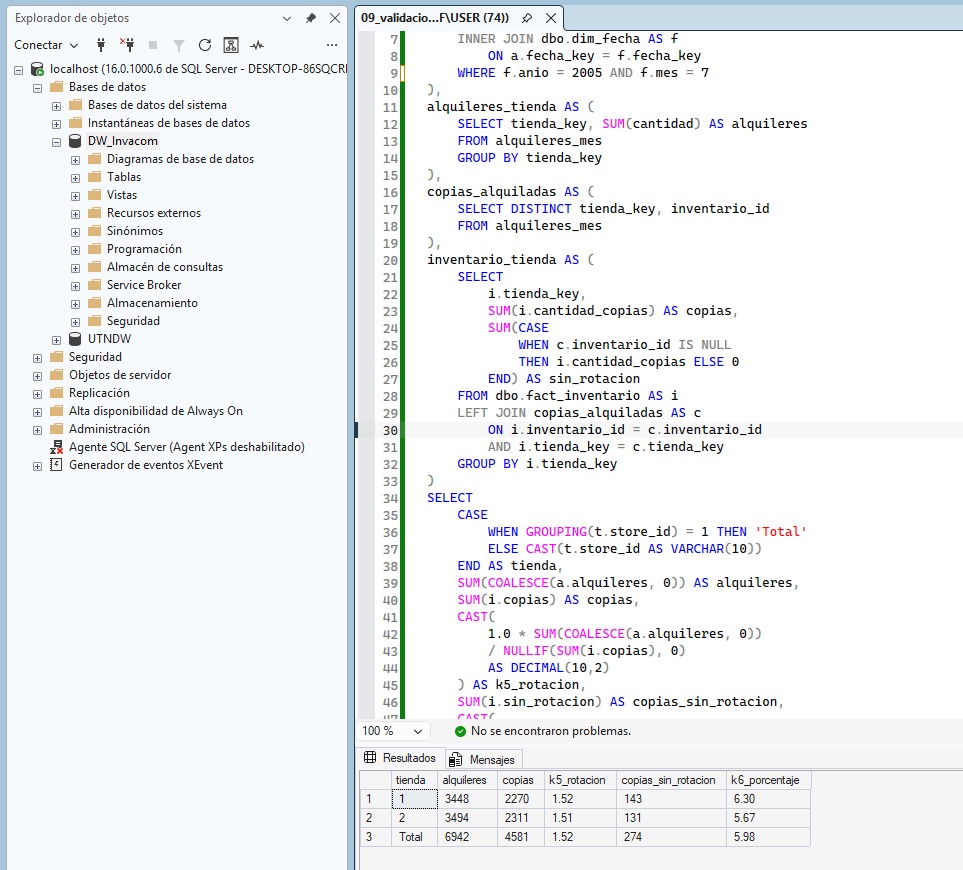 Explorador de objetos
Conectar
localhost (16.0.1000.6 de SQL Server - DESKTOP-86SQCRI
Bases de datos
Bases de datos del sistema
Instantáneas de bases de datos
DW_Invacom
Diagramas de base de datos
Tablas
Vistas
Recursos externos
Sinónimos
Programación
Almacén de consultas
Service Broker
Almacenamiento
Seguridad
UTNDW
Seguridad
Objetos de servidor
Replicación
Alta disponibilidad de Always On
Administración
Agente SQL Server (Agent XPs deshabilitado)
Generador de eventos XEvent
09_validacio...F\USER (74))
7 INNER JOIN dbo.dim_fecha AS f
8 ON a.fecha_key = f.fecha_key
9 WHERE f.anio = 2005 AND f.mes = 7
10 ),
11 alquileres_tienda AS (
12 SELECT tienda_key, SUM(cantidad) AS alquileres
13 FROM alquileres_mes
14 GROUP BY tienda_key
15 ),
16 copias_alquiladas AS (
17 SELECT DISTINCT tienda_key, inventario_id
18 FROM alquileres_mes
19 ),
20 inventario_tienda AS (
21 SELECT
22 i.tienda_key,
23 SUM(i.cantidad_copias) AS copias,
24 SUM(CASE
25 WHEN c.inventario_id IS NULL
26 THEN i.cantidad_copias ELSE 0
27 END) AS sin_rotacion
28 FROM dbo.fact_inventario AS i
29 LEFT JOIN copias_alquiladas AS c
30 ON i.inventario_id = c.inventario_id
31 AND i.tienda_key = c.tienda_key
32 GROUP BY i.tienda_key
33 )
34 SELECT
35 CASE
36 WHEN GROUPING(t.store_id) = 1 THEN 'Total'
37 ELSE CAST(t.store_id AS VARCHAR(10))
38 END AS tienda,
39 SUM(COALESCE(a.alquileres, 0)) AS alquileres,
40 SUM(i.copias) AS copias,
41 CAST(
42 1.0 * SUM(COALESCE(a.alquileres, 0))
43 / NULLIF(SUM(i.copias), 0)
44 AS DECIMAL(10,2)
45 ) AS k5_rotacion,
46 SUM(i.sin_rotacion) AS copias_sin_rotacion,
47 CAST(
100 % No se encontraron problemas.
Resultados Mensajes
tienda alquileres copias k5_rotacion copias_sin_rotacion k6_porcentaje
1 1 3448 2270 1.52 143 6.30
2 2 3494 2311 1.51 131 5.67
3 Total 6942 4581 1.52 274 5.98